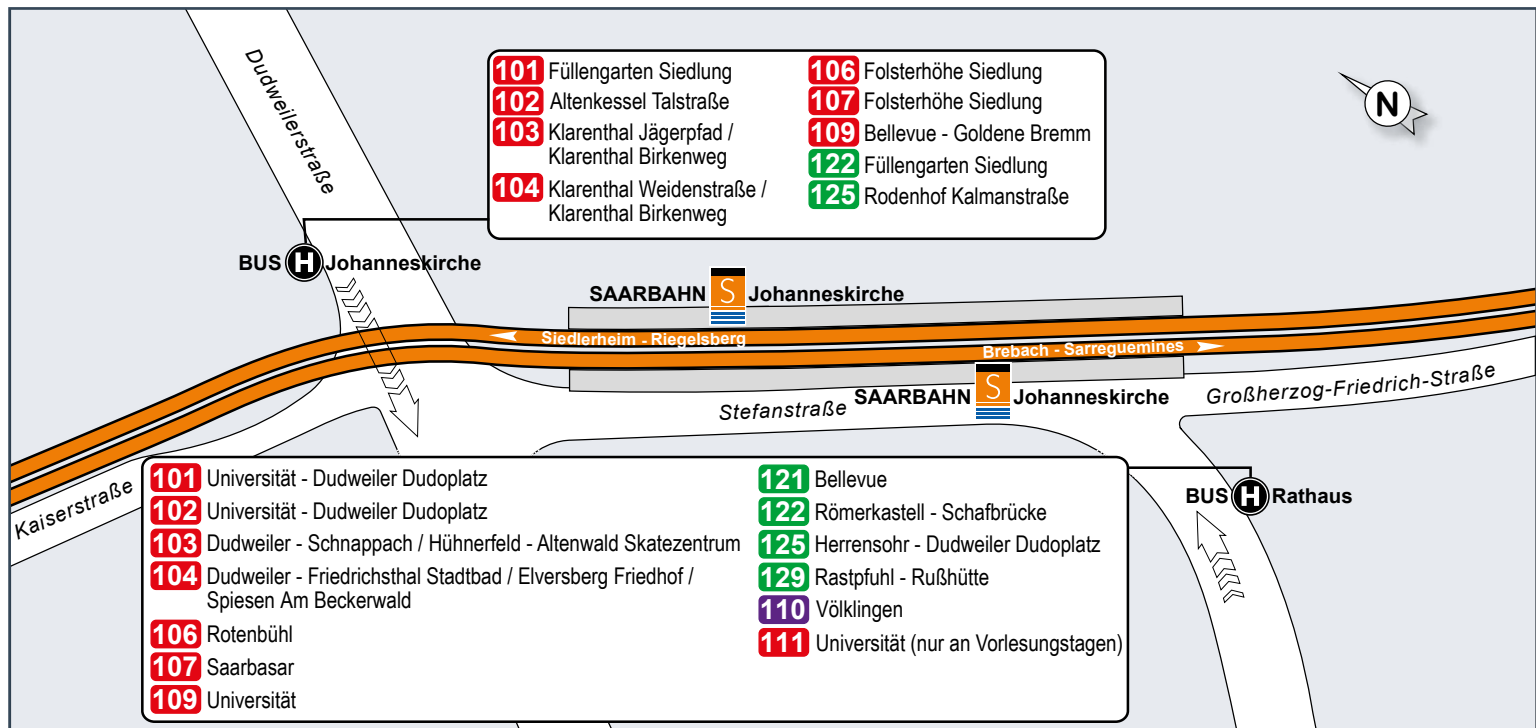 Dudweilerstraße
101 Füllengarten Siedlung
102 Altenkessel Talstraße
103 Klarenthal Jägerpfad /
Klarenthal Birkenweg
104 Klarenthal Weidenstraße /
Klarenthal Birkenweg
106 Folsterhöhe Siedlung
107 Folsterhöhe Siedlung
109 Bellevue - Goldene Bremm
122 Füllengarten Siedlung
125 Rodenhof Kalmanstraße
N
BUS H Johanneskirche
SAARBAHN S Johanneskirche
Siedlerheim - Riegelsberg
Brebach - Sarreguemines
Stefanstraße
SAARBAHN S Johanneskirche
Großherzog-Friedrich-Straße
Kaiserstraße
101 Universität - Dudweiler Dudoplatz
102 Universität - Dudweiler Dudoplatz
103 Dudweiler - Schnappach / Hühnerfeld - Altenwald Skatezentrum
104 Dudweiler - Friedrichsthal Stadtbad / Elversberg Friedhof /
Spiesen Am Beckerwald
106 Rotenbühl
107 Saarbasar
109 Universität
121 Bellevue
122 Römerkastell - Schafbrücke
125 Herrensohr - Dudweiler Dudoplatz
129 Rastpfuhl - Rußhütte
110 Völklingen
111 Universität (nur an Vorlesungstagen)
BUS H Rathaus